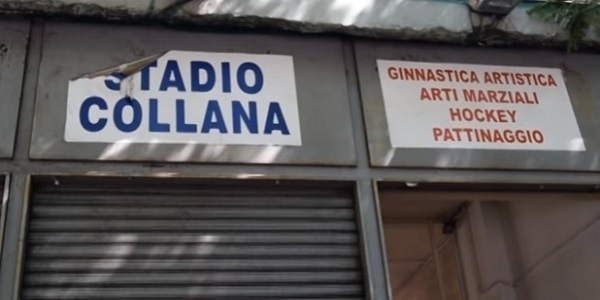 STADIO
COLLANA
GINNASTICA ARTISTICA
ARTI MARZIALI
HOCKEY
PATTINAGGIO